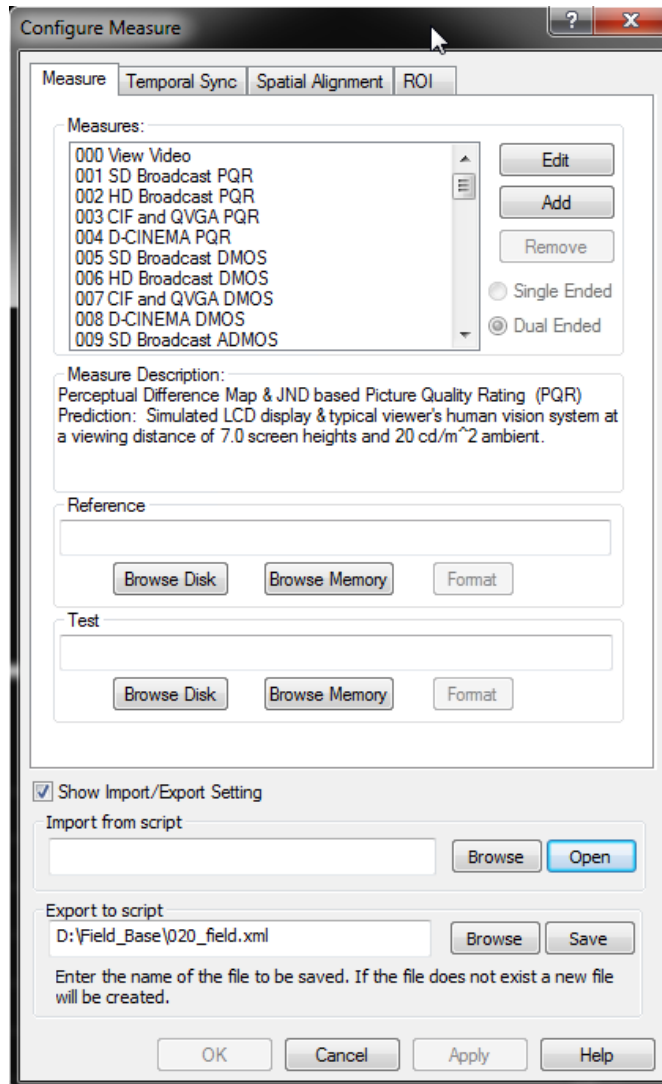 Configure Measure
?
Measure
Temporal Sync
Spatial Alignment
ROI
Measures:
000 View Video
001 SD Broadcast PQR
002 HD Broadcast PQR
003 CIF and QVGA PQR
004 D-CINEMA PQR
005 SD Broadcast DMOS
006 HD Broadcast DMOS
007 CIF and QVGA DMOS
008 D-CINEMA DMOS
009 SD Broadcast ADMOS
Edit
Add
Remove
Single Ended
Dual Ended
Measure Description:
Perceptual Difference Map & JND based Picture Quality Rating (PQR)
Prediction: Simulated LCD display & typical viewer's human vision system at
a viewing distance of 7.0 screen heights and 20 cd/m^2 ambient.
Reference
Browse Disk
Browse Memory
Format
Test
Browse Disk
Browse Memory
Format
Show Import/Export Setting
Import from script
Browse
Open
Export to script
D:\Field_Base\020_field.xml
Browse
Save
Enter the name of the file to be saved. If the file does not exist a new file
will be created.
OK
Cancel
Apply
Help